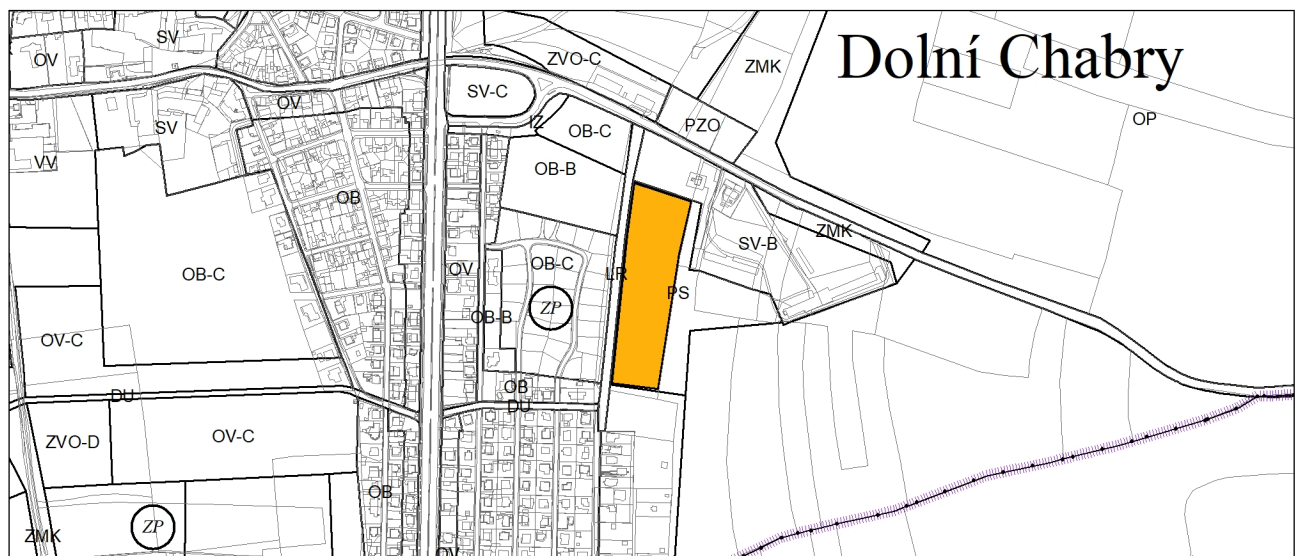 Dolní Chabry
SV
OV
ZVO-C
ZMK
SV-C
OV
IZ
OB-C
PZO
OP
SV
VV
OB-B
OB
SV-B
ZMK
OB-C
OV
OB-C
LR
PS
ZP
OB-B
OV-C
OB
DU
DU
ZVO-D
OV-C
OB
ZP
ZMK
OV